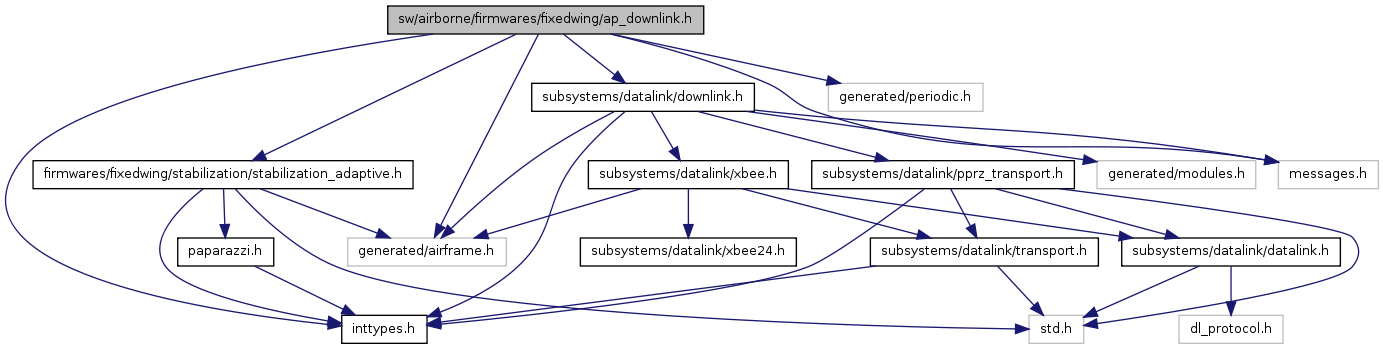 sw/airborne/firmwares/fixedwing/ap_downlink.h
subsystems/datalink/downlink.h
generated/periodic.h
firmwares/fixedwing/stabilization/stabilization_adaptive.h
subsystems/datalink/xbee.h
subsystems/datalink/pprz_transport.h
generated/modules.h
messages.h
paparazzi.h
generated/airframe.h
subsystems/datalink/xbee24.h
subsystems/datalink/transport.h
subsystems/datalink/datalink.h
inttypes.h
std.h
dl_protocol.h